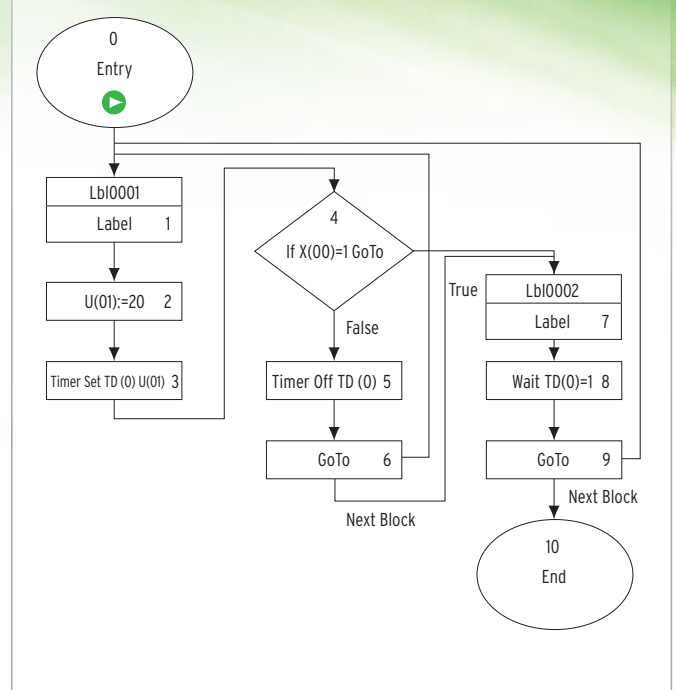 0
Entry
Lbl0001
Label 1
U(01):=20 2
Timer Set TD (0) U(01) 3
4
If X(00)=1 GoTo
False
Timer Off TD (0) 5
GoTo 6
Next Block
True
Lbl0002
Label 7
Wait TD(0)=1 8
GoTo 9
Next Block
10
End